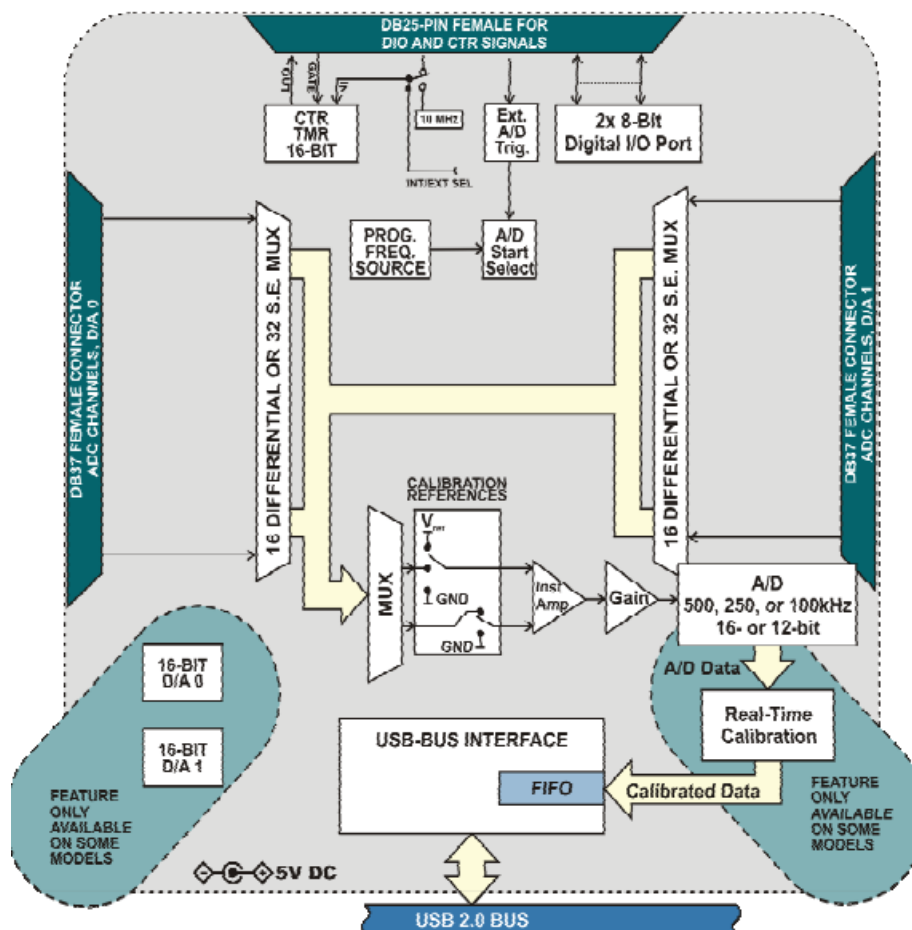 DB25-PIN FEMALE FOR
DIO AND CTR SIGNALS
OUT
GATE
IN
CTR
TMR
16-BIT
10 MHz
INT/EXT SEL
Ext.
A/D
Trig.
2x 8-Bit
Digital I/O Port
PROG.
FREQ.
SOURCE
A/D
Start
Select
DB37 FEMALE CONNECTOR
ADC CHANNELS, D/A 0
16 DIFFERENTIAL OR 32 S.E. MUX
16 DIFFERENTIAL OR 32 S.E. MUX
DB37 FEMALE CONNECTOR
ADC CHANNELS, D/A 1
CALIBRATION
REFERENCES
MUX
GND
GND
Inst
Amp
Gain
A/D
500, 250, or 100kHz
16- or 12-bit
A/D Data
16-BIT
D/A 0
16-BIT
D/A 1
FEATURE
ONLY
AVAILABLE
ON SOME
MODELS
Real-Time
Calibration
USB-BUS INTERFACE
FIFO
Calibrated Data
FEATURE
ONLY
AVAILABLE
ON SOME
MODELS
5V DC
USB 2.0 BUS